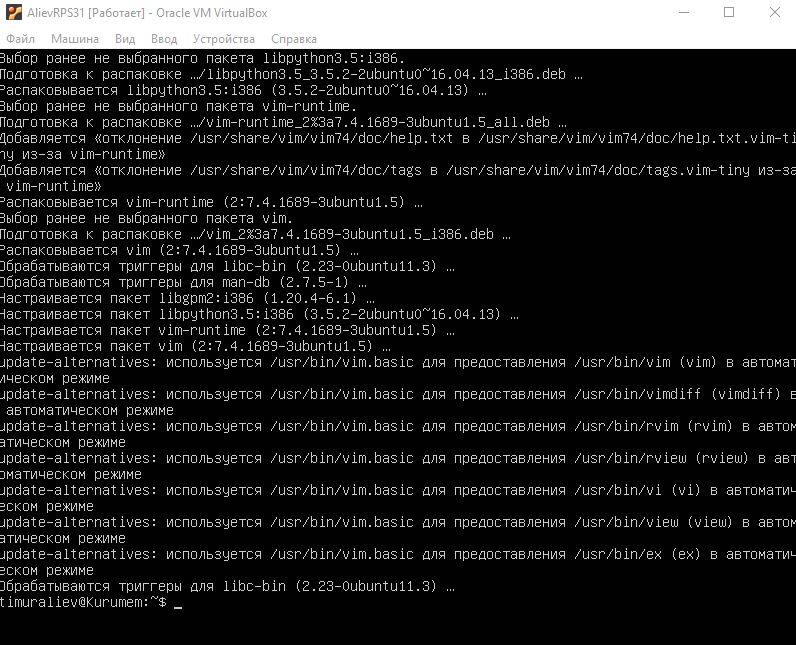 AlievRPS31 [Работает] - Oracle VM VirtualBox
Файл Машина Вид Ввод Устройства Справка
Выбор ранее не выбранного пакета libpython3.5:i386.
Подготовка к распаковке …/libpython3.5_3.5.2-2ubuntu0~16.04.13_i386.deb …
Распаковывается libpython3.5:i386 (3.5.2-2ubuntu0~16.04.13) …
Выбор ранее не выбранного пакета vim-runtime.
Подготовка к распаковке …/vim-runtime_2%3a7.4.1689-3ubuntu1.5_all.deb …
Добавляется «отклонение /usr/share/vim/vim74/doc/help.txt в /usr/share/vim/vim74/doc/help.txt.vim-ti
ny из-за vim-runtime»
Добавляется «отклонение /usr/share/vim/vim74/doc/tags в /usr/share/vim/vim74/doc/tags.vim-tiny из-за
vim-runtime»
Распаковывается vim-runtime (2:7.4.1689-3ubuntu1.5) …
Выбор ранее не выбранного пакета vim.
Подготовка к распаковке …/vim_2%3a7.4.1689-3ubuntu1.5_i386.deb …
Распаковывается vim (2:7.4.1689-3ubuntu1.5) …
Обрабатываются триггеры для libc-bin (2.23-0ubuntu11.3) …
Обрабатываются триггеры для man-db (2.7.5-1) …
Настраивается пакет libgpm2:i386 (1.20.4-6.1) …
Настраивается пакет libpython3.5:i386 (3.5.2-2ubuntu0~16.04.13) …
Настраивается пакет vim-runtime (2:7.4.1689-3ubuntu1.5) …
Настраивается пакет vim (2:7.4.1689-3ubuntu1.5) …
update-alternatives: используется /usr/bin/vim.basic для предоставления /usr/bin/vim (vim) в автомат
ическом режиме
update-alternatives: используется /usr/bin/vim.basic для предоставления /usr/bin/vimdiff (vimdiff) в
автоматическом режиме
update-alternatives: используется /usr/bin/vim.basic для предоставления /usr/bin/rvim (rvim) в автом
атическом режиме
update-alternatives: используется /usr/bin/vim.basic для предоставления /usr/bin/rview (rview) в авт
оматическом режиме
update-alternatives: используется /usr/bin/vim.basic для предоставления /usr/bin/vi (vi) в автоматич
еском режиме
update-alternatives: используется /usr/bin/vim.basic для предоставления /usr/bin/view (view) в автом
атическом режиме
update-alternatives: используется /usr/bin/vim.basic для предоставления /usr/bin/ex (ex) в автоматич
еском режиме
Обрабатываются триггеры для libc-bin (2.23-0ubuntu11.3) …
timuraliev@Kurumem:~$ _